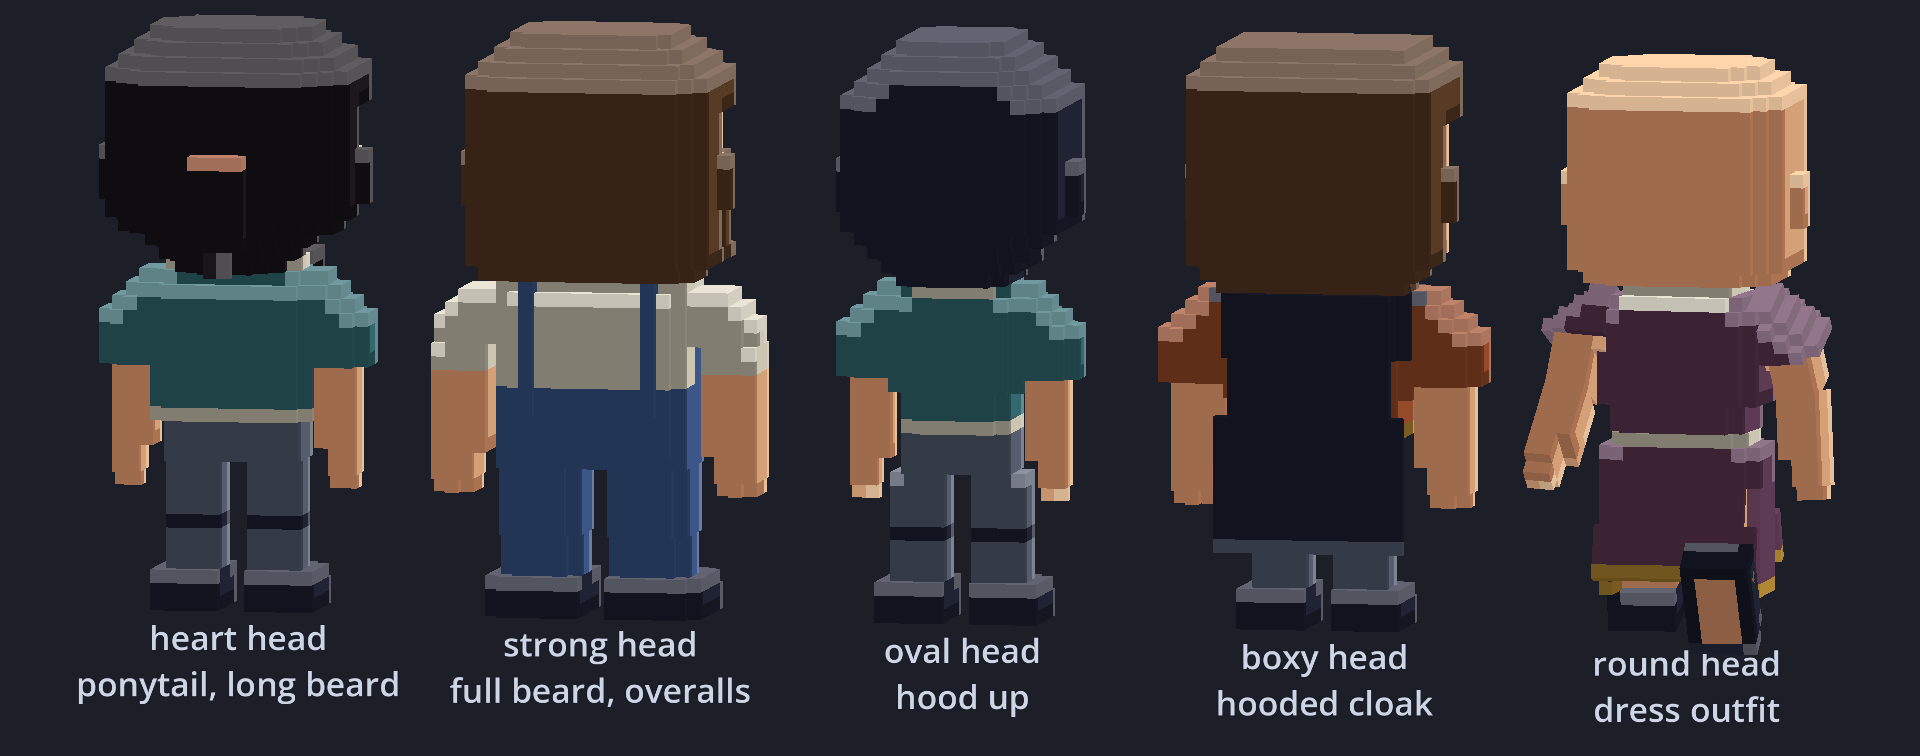 heart head
ponytail, long beard
strong head
full beard, overalls
oval head
hood up
boxy head
hooded cloak
round head
dress outfit